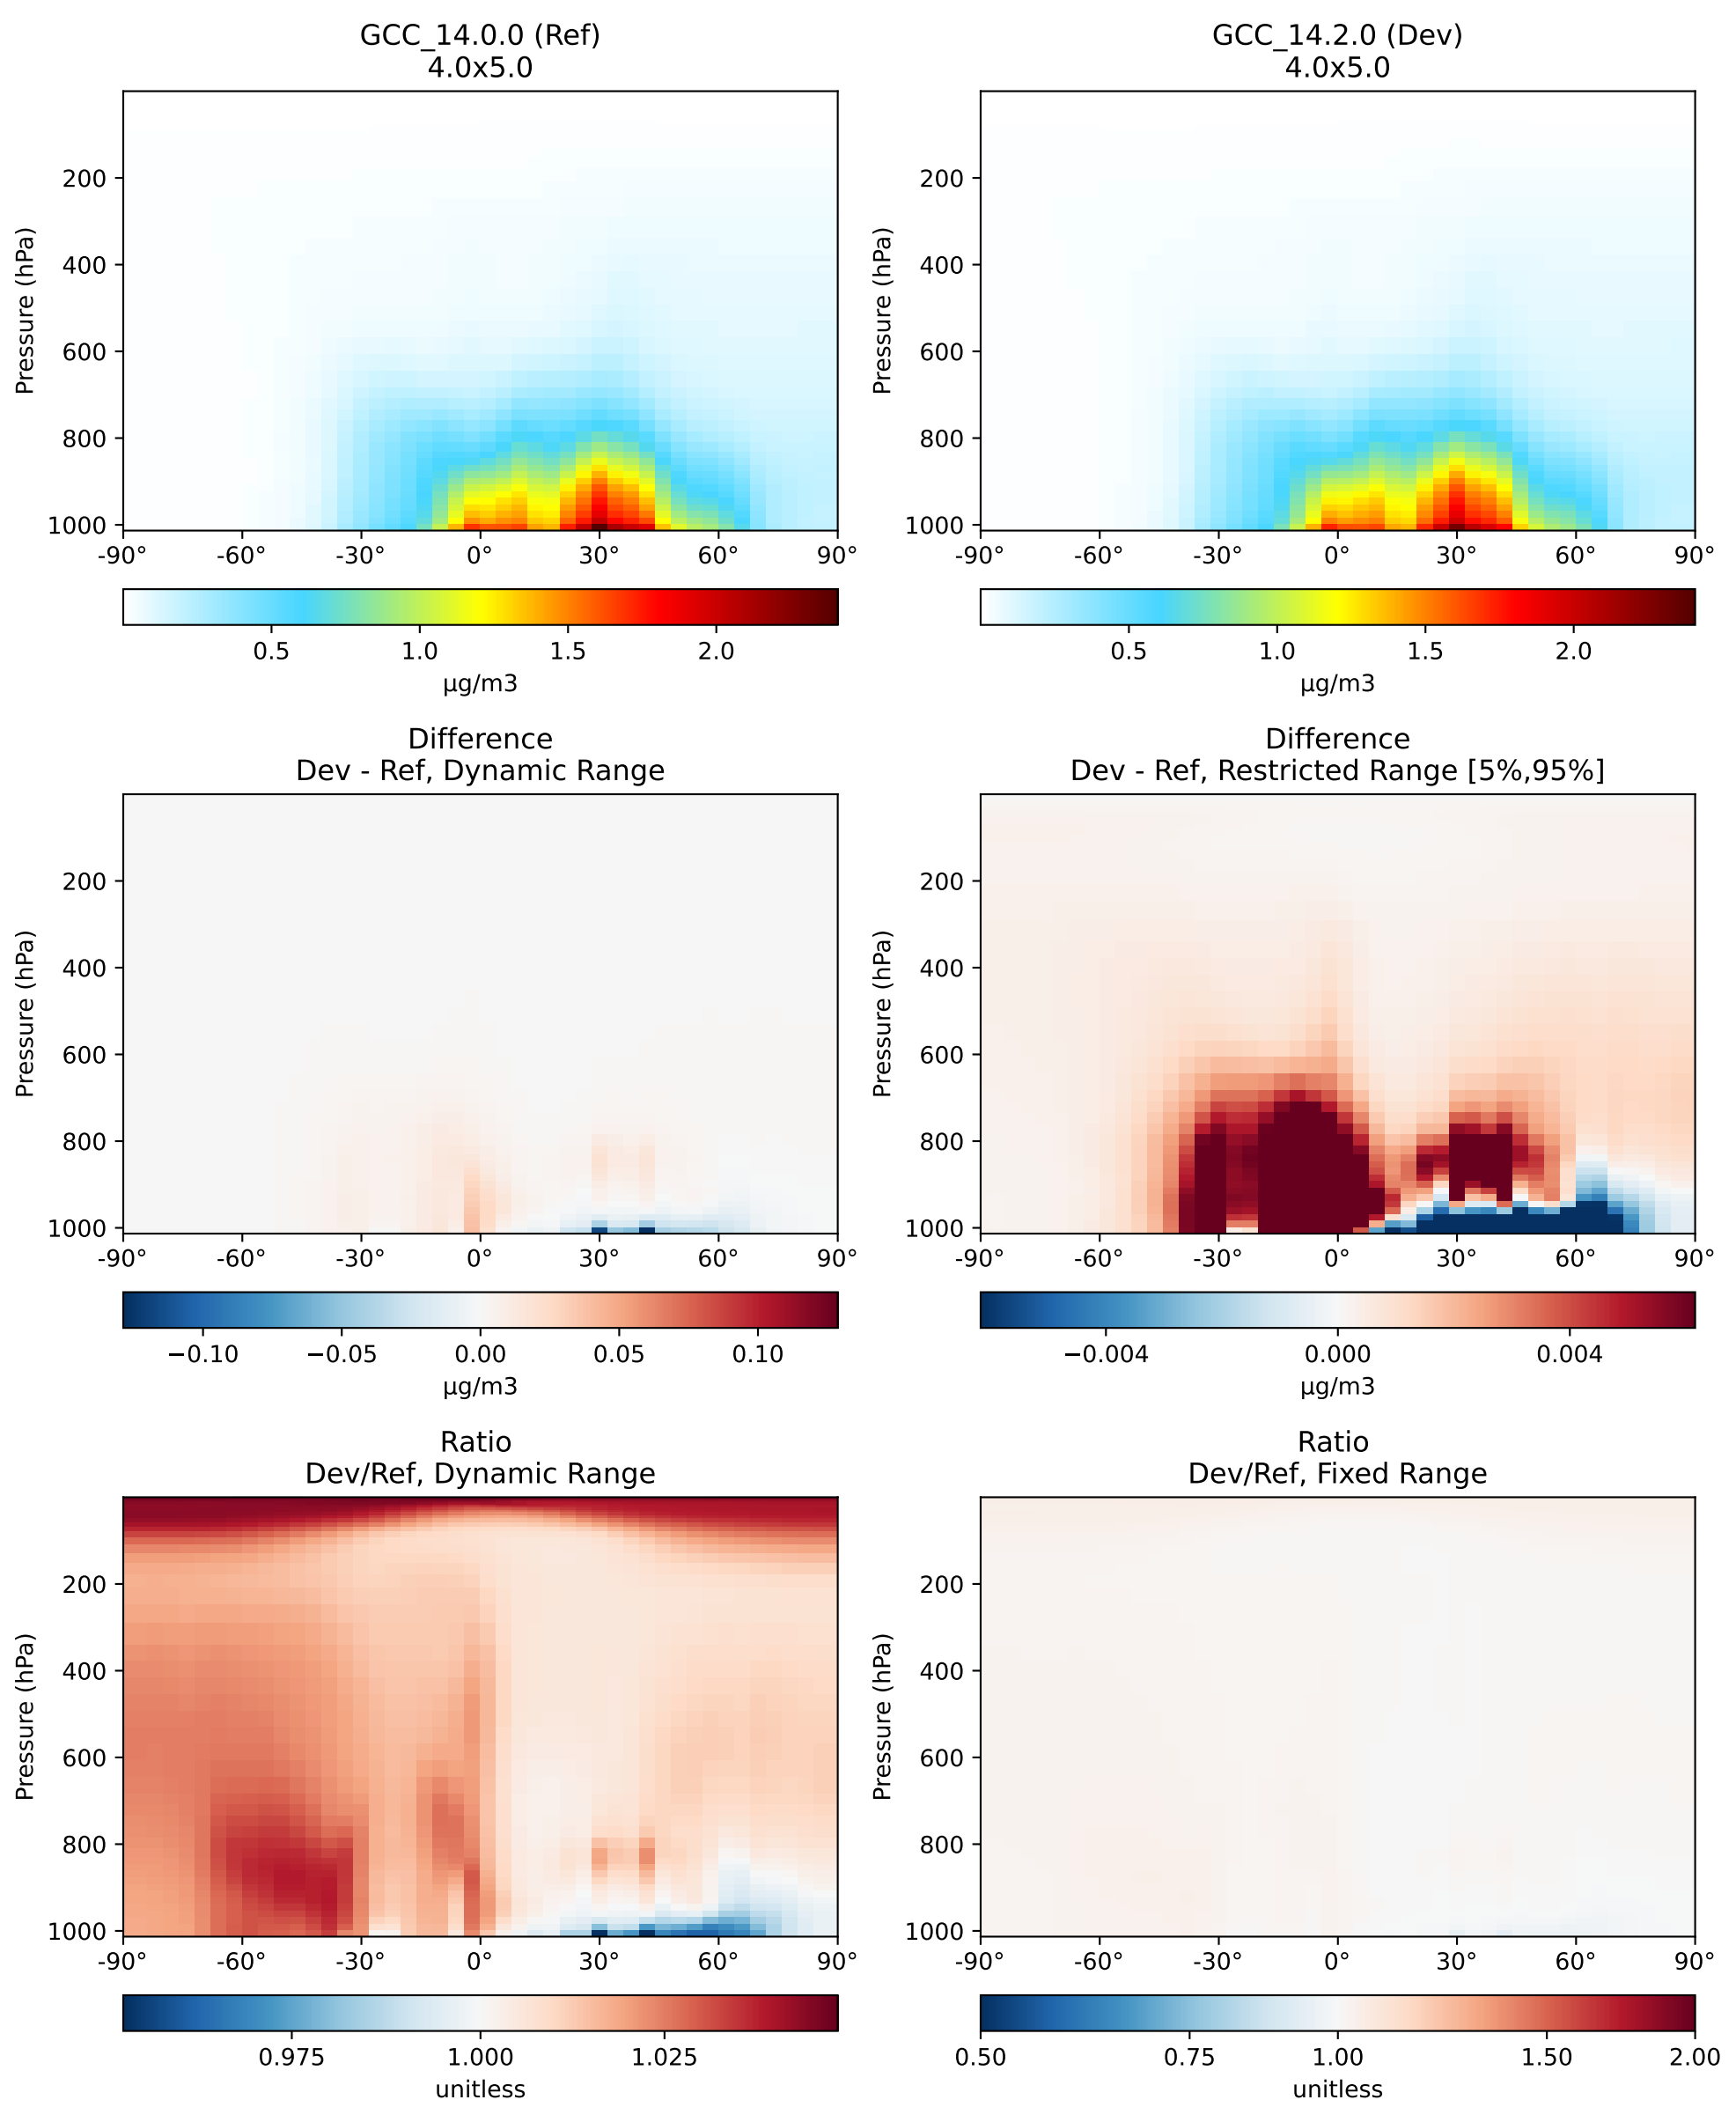 GCC_14.0.0 (Ref)
4.0x5.0
GCC_14.2.0 (Dev)
4.0x5.0
Pressure (hPa)
200
400
600
800
1000
-90° -60° -30° 0° 30° 60° 90°
0.5 1.0 1.5 2.0
µg/m3
Pressure (hPa)
200
400
600
800
1000
-90° -60° -30° 0° 30° 60° 90°
0.5 1.0 1.5 2.0
µg/m3
Difference
Dev - Ref, Dynamic Range
Pressure (hPa)
200
400
600
800
1000
-90° -60° -30° 0° 30° 60° 90°
−0.10 −0.05 0.00 0.05 0.10
µg/m3
Difference
Dev - Ref, Restricted Range [5%,95%]
Pressure (hPa)
200
400
600
800
1000
-90° -60° -30° 0° 30° 60° 90°
−0.004 0.000 0.004
µg/m3
Ratio
Dev/Ref, Dynamic Range
Pressure (hPa)
200
400
600
800
1000
-90° -60° -30° 0° 30° 60° 90°
0.975 1.000 1.025
unitless
Ratio
Dev/Ref, Fixed Range
Pressure (hPa)
200
400
600
800
1000
-90° -60° -30° 0° 30° 60° 90°
0.50 0.75 1.00 1.50 2.00
unitless